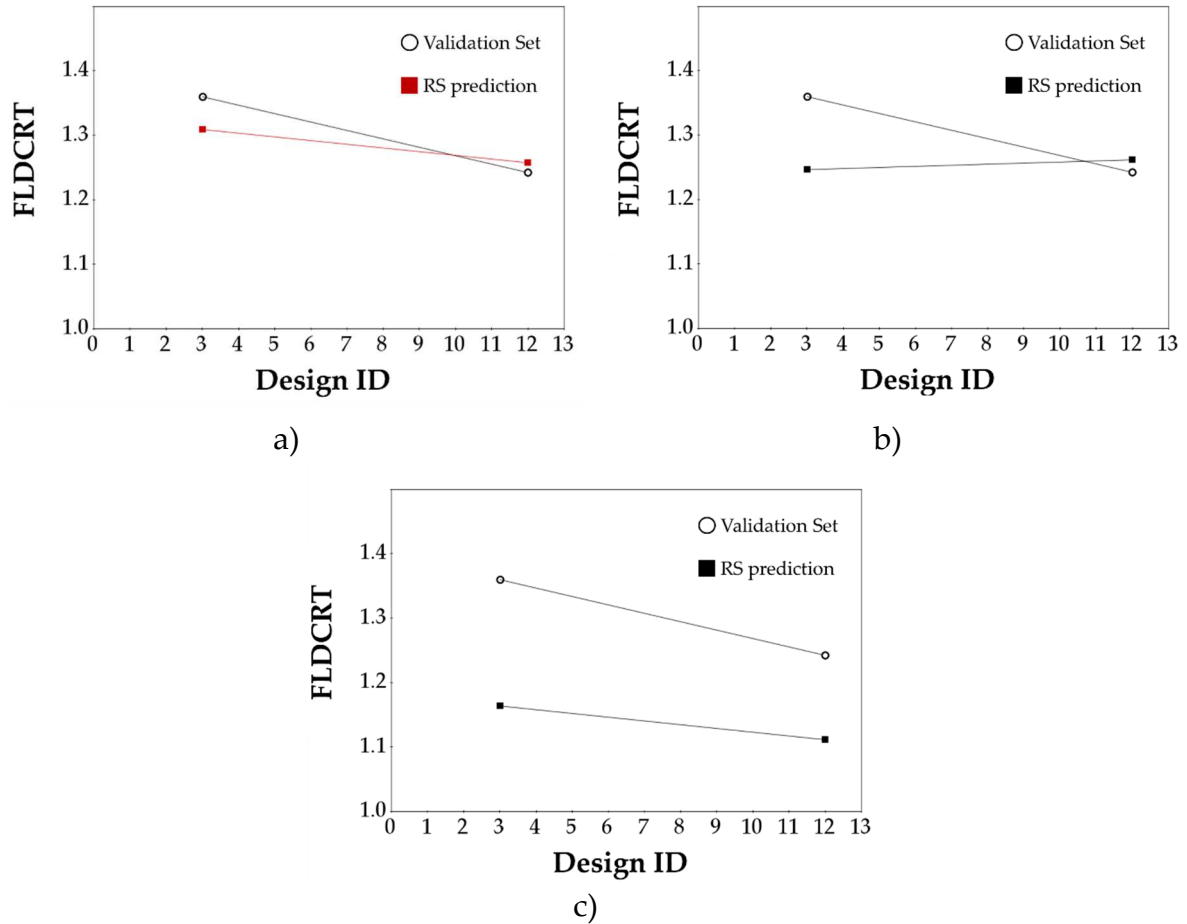 Validation Set
RS prediction
1.4
1.3
1.2
1.1
1.0
FLDCRT
0 1 2 3 4 5 6 7 8 9 10 11 12 13
Design ID
a)
Validation Set
RS prediction
1.4
1.3
1.2
1.1
1.0
FLDCRT
0 1 2 3 4 5 6 7 8 9 10 11 12 13
Design ID
b)
Validation Set
RS prediction
1.4
1.3
1.2
1.1
1.0
FLDCRT
0 1 2 3 4 5 6 7 8 9 10 11 12 13
Design ID
c)